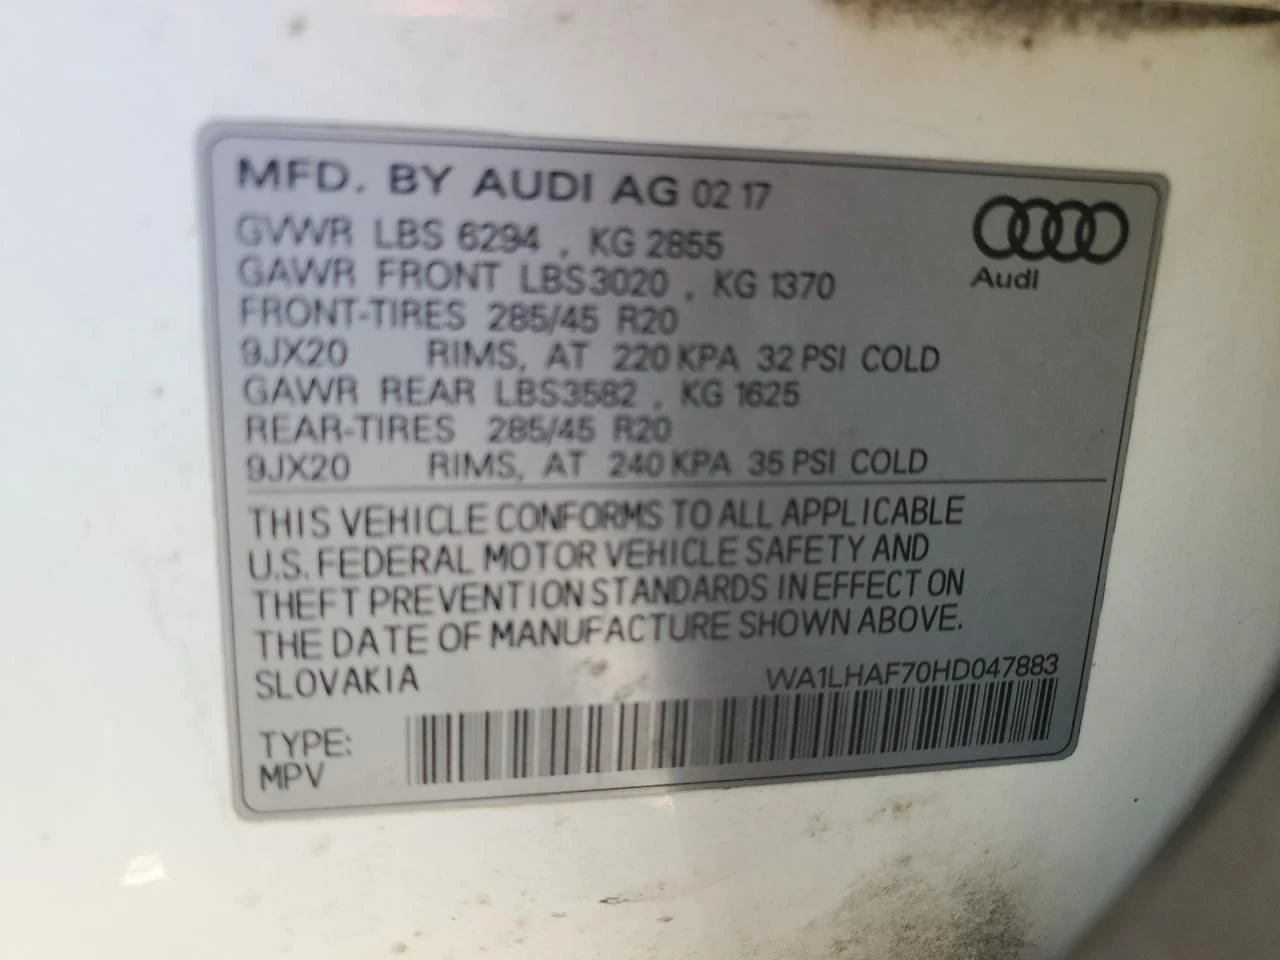 MFD. BY AUDI AG 02 17
GVWR LBS 6294 , KG 2855
GAWR FRONT LBS3020 , KG 1370
FRONT-TIRES 285/45 R20
9JX20 RIMS, AT 220 KPA 32 PSI COLD
GAWR REAR LBS3582 , KG 1625
REAR-TIRES 285/45 R20
9JX20 RIMS, AT 240 KPA 35 PSI COLD
Audi
THIS VEHICLE CONFORMS TO ALL APPLICABLE
U.S. FEDERAL MOTOR VEHICLE SAFETY AND
THEFT PREVENTION STANDARDS IN EFFECT ON
THE DATE OF MANUFACTURE SHOWN ABOVE.
SLOVAKIA WA1LHAF70HD047883
TYPE:
MPV